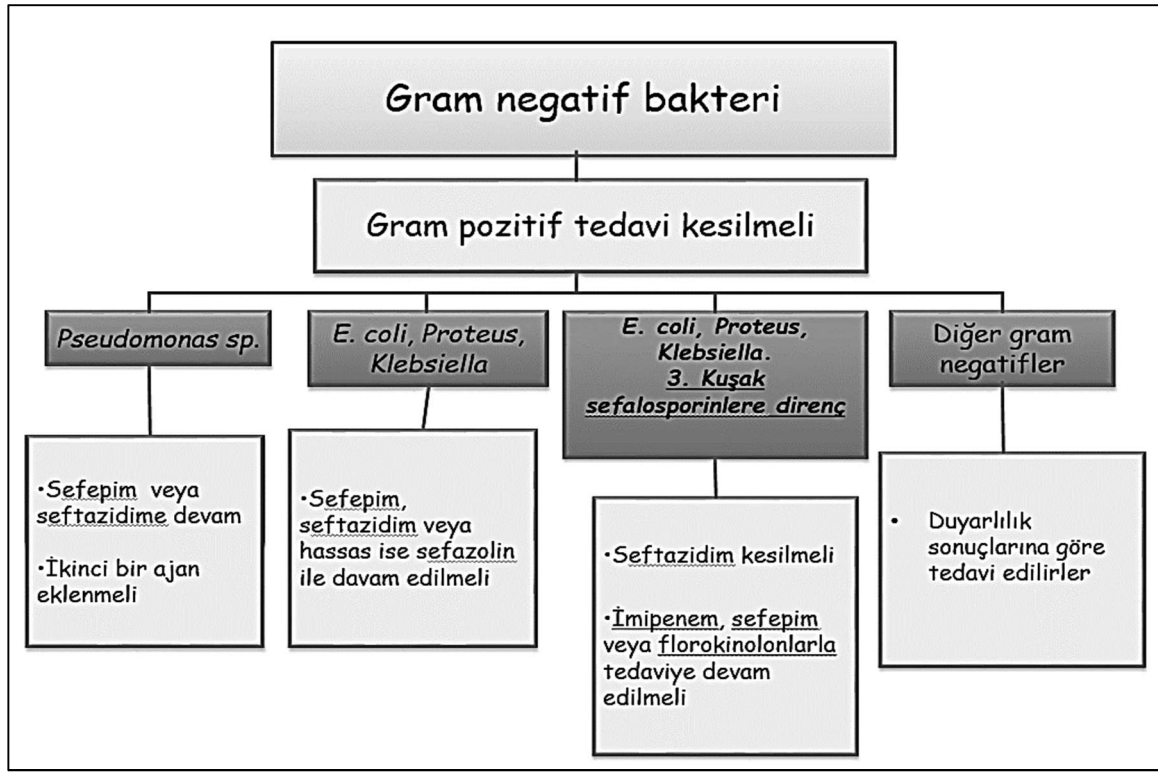 Gram negatif bakteri
Gram pozitif tedavi kesilmeli
Pseudomonas sp.
E. coli, Proteus,
Klebsiella
E. coli, Proteus,
Klebsiella.
3. Kuşak
sefalosporinlere direnç
Diğer gram
negatifler
•Sefepim veya
seftazidime devam
•İkinci bir ajan
eklenmeli
•Sefepim,
seftazidim veya
hassas ise sefazolin
ile davam edilmeli
•Seftazidim kesilmeli
•İmipenem, sefepim
veya florokinolonlarla
tedaviye devam
edilmeli
• Duyarlılık
sonuçlarına göre
tedavi edilirler